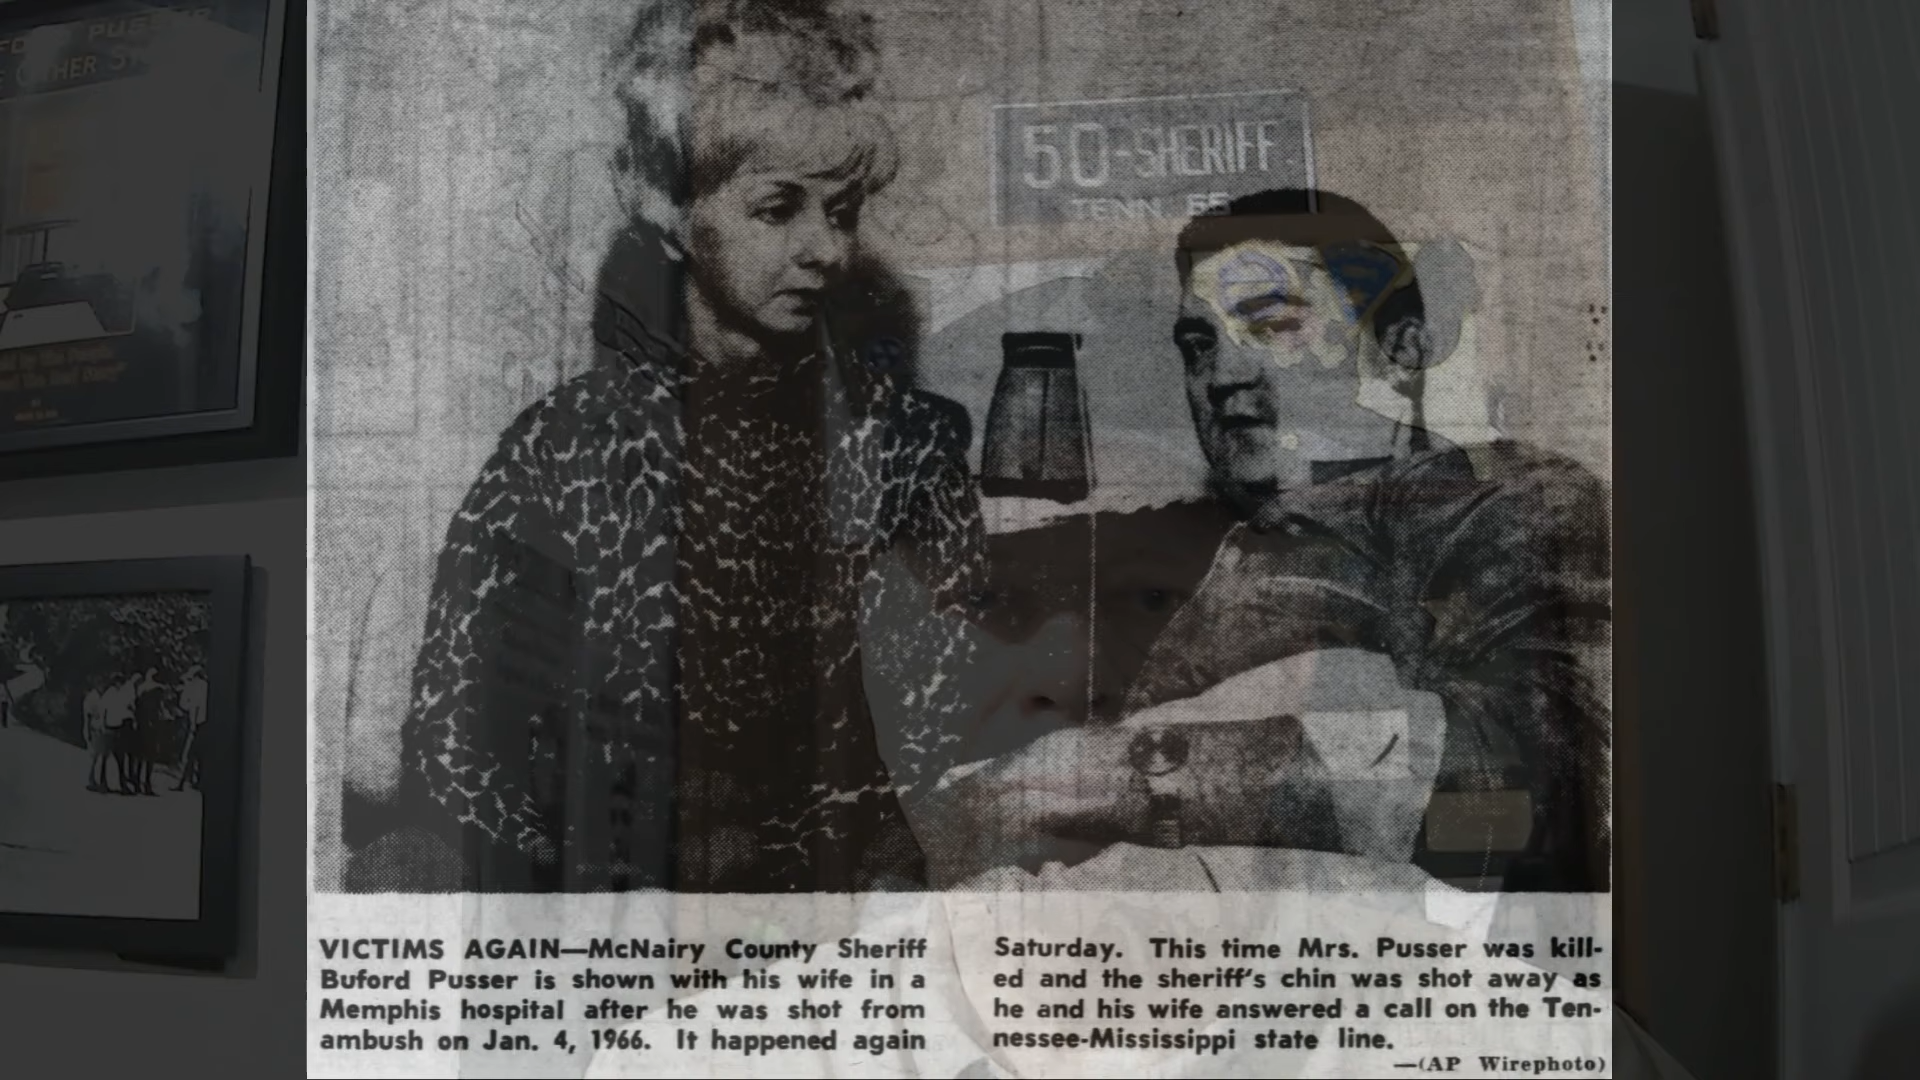 PUSSER
50-SHERIFF
TENN. 65
VICTIMS AGAIN—McNairy County Sheriff
Buford Pusser is shown with his wife in a
Memphis hospital after he was shot from
ambush on Jan. 4, 1966. It happened again
Saturday. This time Mrs. Pusser was kill-
ed and the sheriff's chin was shot away as
he and his wife answered a call on the Ten-
nessee-Mississippi state line.
—(AP Wirephoto)